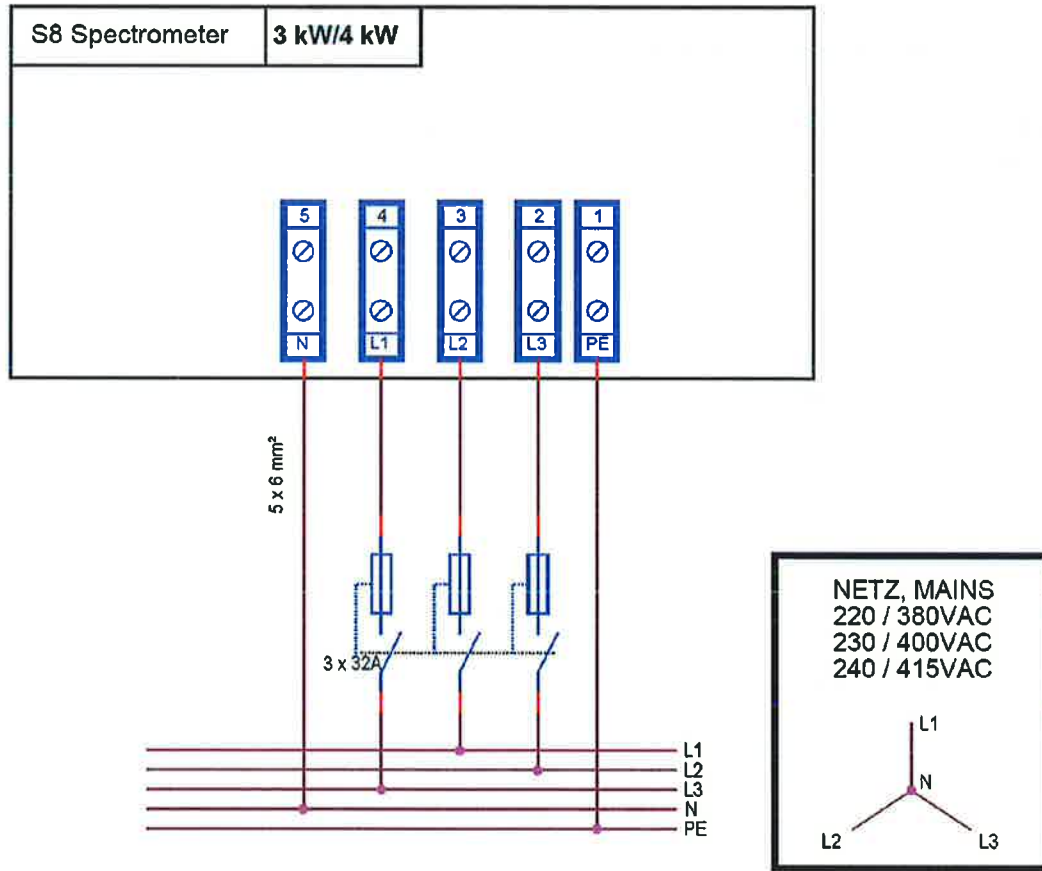 S8 Spectrometer
3 kW/4 kW
5
4
3
2
1
N
L1
L2
L3
PE
5 x 6 mm²
3 x 32A
L1
L2
L3
N
PE
NETZ, MAINS
220 / 380VAC
230 / 400VAC
240 / 415VAC
L1
N
L2
L3